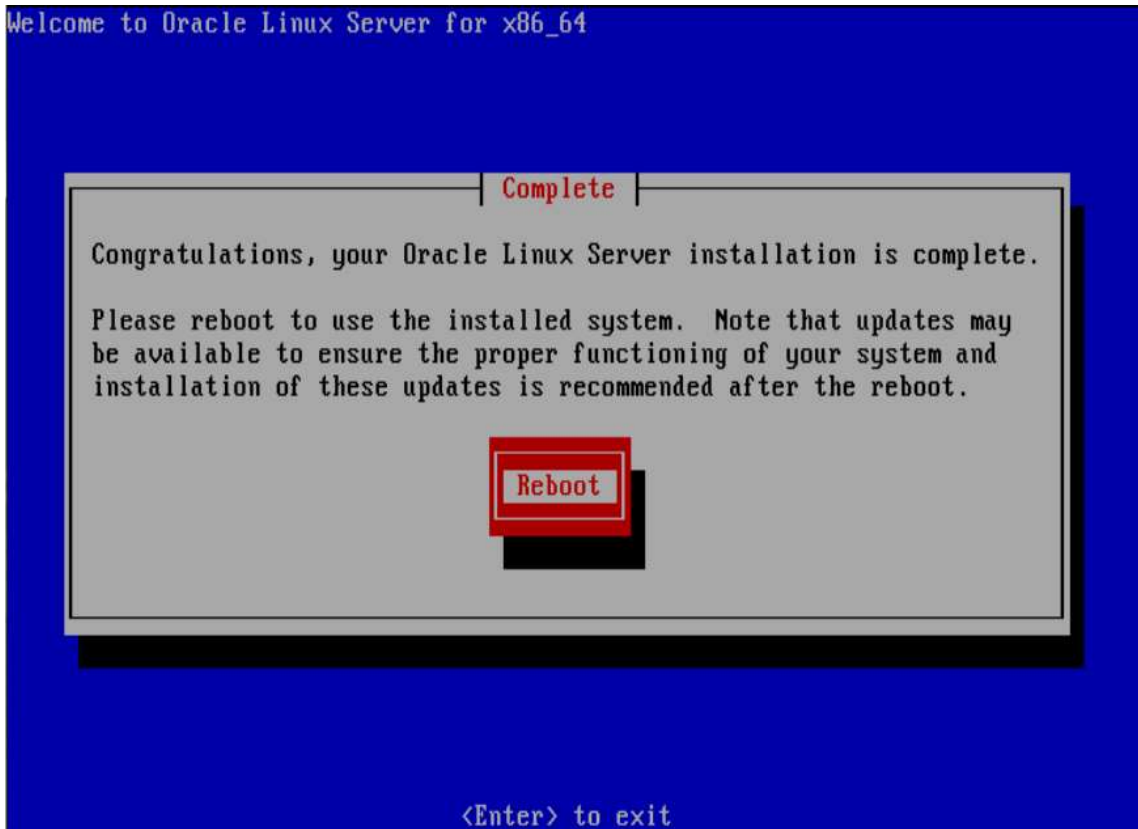 Welcome to Oracle Linux Server for x86_64
Complete
Congratulations, your Oracle Linux Server installation is complete.
Please reboot to use the installed system.  Note that updates may
be available to ensure the proper functioning of your system and
installation of these updates is recommended after the reboot.
Reboot
<Enter> to exit